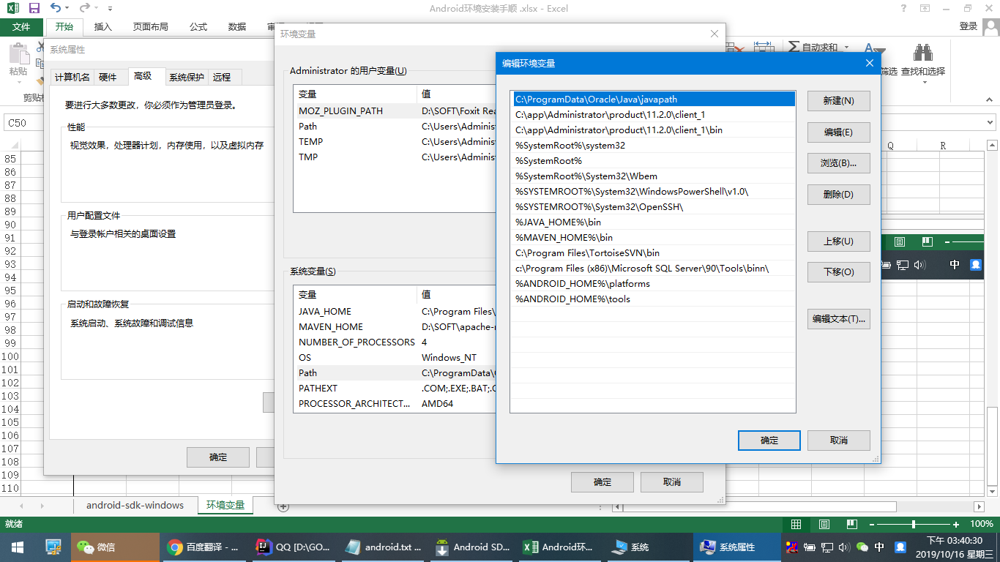 Android环境安装手顺 .xlsx - Excel
文件
开始
插入
页面布局
公式
数据
登录
粘贴
自动求和
筛选
查找和选择
剪贴板
C50
Q
R
85
86
87
88
89
90
91
92
93
94
95
96
97
98
99
100
101
102
103
104
105
106
107
108
109
110
系统属性
计算机名
硬件
高级
系统保护
远程
要进行大多数更改，你必须作为管理员登录。
性能
视觉效果，处理器计划，内存使用，以及虚拟内存
用户配置文件
与登录帐户相关的桌面设置
启动和故障恢复
系统启动、系统故障和调试信息
确定
环境变量
Administrator 的用户变量(U)
变量
值
MOZ_PLUGIN_PATH
D:\SOFT\Foxit Rea
Path
C:\Users\Adminis
TEMP
C:\Users\Adminis
TMP
C:\Users\Adminis
系统变量(S)
变量
值
JAVA_HOME
C:\Program Files\
MAVEN_HOME
D:\SOFT\apache-
NUMBER_OF_PROCESSORS
4
OS
Windows_NT
Path
C:\ProgramData\
PATHEXT
.COM;.EXE;.BAT;.
PROCESSOR_ARCHITECT...
AMD64
确定
取消
编辑环境变量
C:\ProgramData\Oracle\Java\javapath
C:\app\Administrator\product\11.2.0\client_1
C:\app\Administrator\product\11.2.0\client_1\bin
%SystemRoot%\system32
%SystemRoot%
%SystemRoot%\System32\Wbem
%SYSTEMROOT%\System32\WindowsPowerShell\v1.0\
%SYSTEMROOT%\System32\OpenSSH\
%JAVA_HOME%\bin
%MAVEN_HOME%\bin
C:\Program Files\TortoiseSVN\bin
c:\Program Files (x86)\Microsoft SQL Server\90\Tools\binn\
%ANDROID_HOME%\platforms
%ANDROID_HOME%\tools
新建(N)
编辑(E)
浏览(B)...
删除(D)
上移(U)
下移(O)
编辑文本(T)...
确定
取消
中
android-sdk-windows
环境变量
就绪
100%
微信
百度翻译 - ...
QQ [D:\GO...
android.txt ...
Android SD...
Android环...
系统
系统属性
中
下午 03:40:30
2019/10/16 星期三